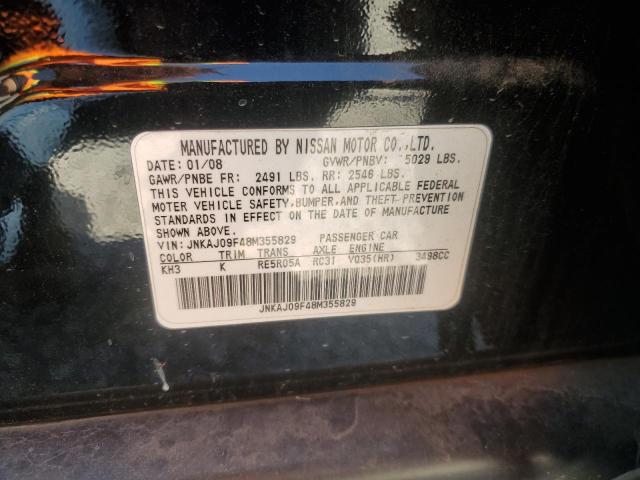 MANUFACTURED BY NISSAN MOTOR CO.,LTD.
DATE: 01/08 GVWR/PNBV: 5029 LBS.
GAWR/PNBE FR: 2491 LBS. RR: 2546 LBS.
THIS VEHICLE CONFORMS TO ALL APPLICABLE FEDERAL
MOTOR VEHICLE SAFETY, BUMPER, AND THEFT PREVENTION
STANDARDS IN EFFECT ON THE DATE OF MANUFACTURE
SHOWN ABOVE.
VIN: JNKAJ09F48M355829 PASSENGER CAR
COLOR TRIM TRANS AXLE ENGINE
KH3 K RE5R05A RC31 VQ35(HR) 3498CC
JNKAJ09F48M355829